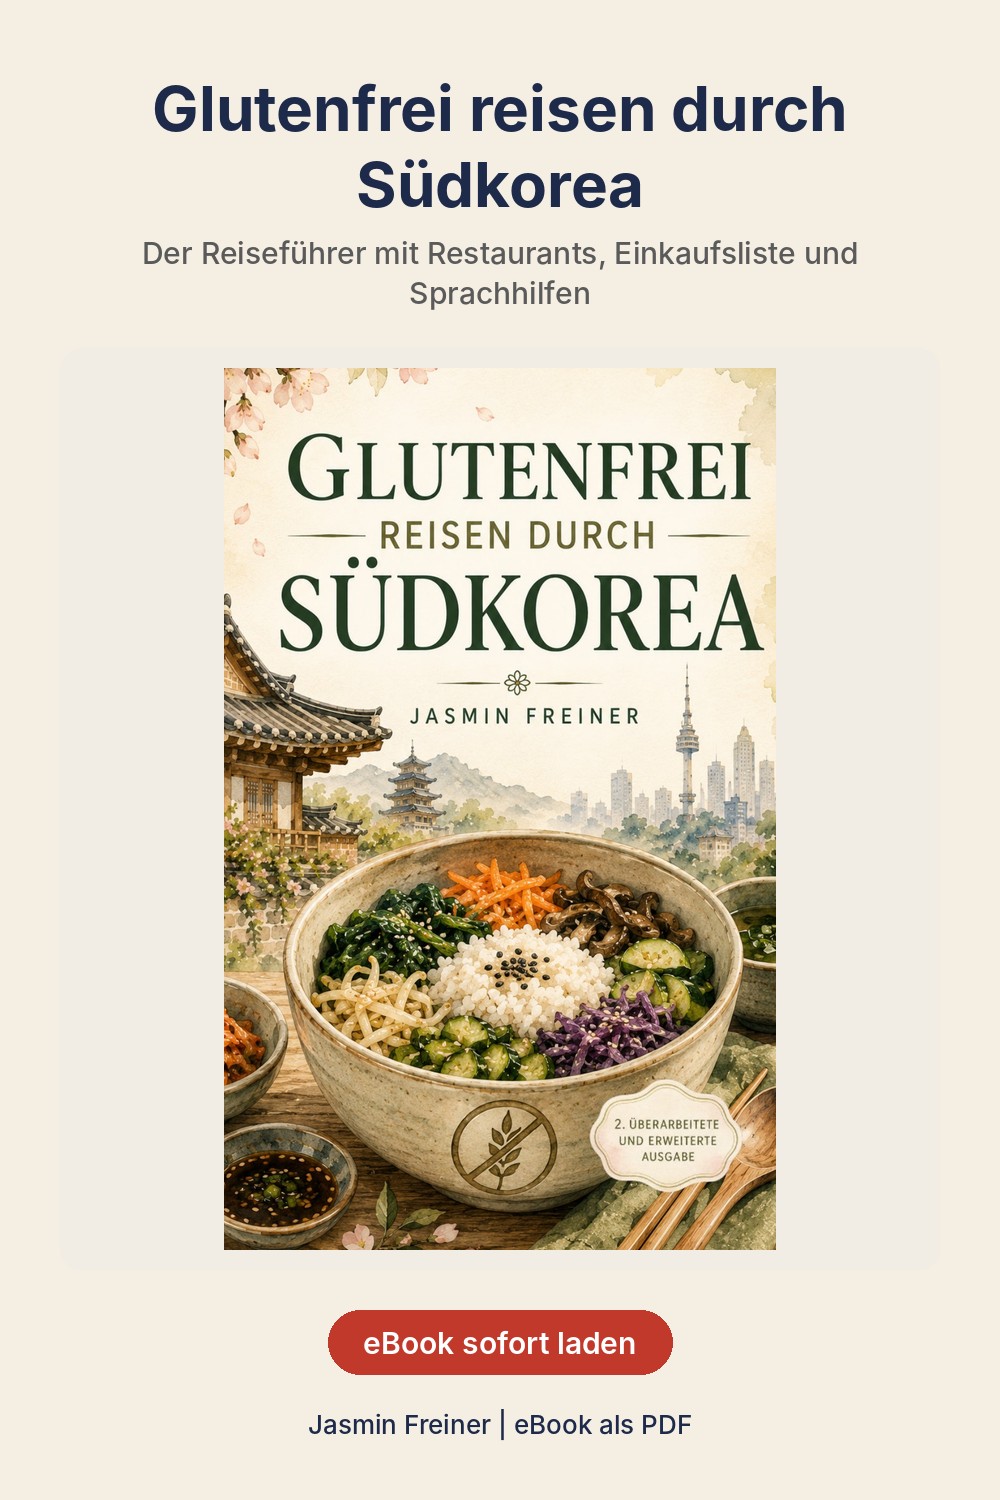 Glutenfrei reisen durch
Südkorea
Der Reiseführer mit Restaurants, Einkaufsliste und
Sprachhilfen
GLUTENFREI
REISEN DURCH
SÜDKOREA
JASMIN FREINER
2. ÜBERARBEITETE
UND ERWEITERTE
AUSGABE
eBook sofort laden
Jasmin Freiner | eBook als PDF